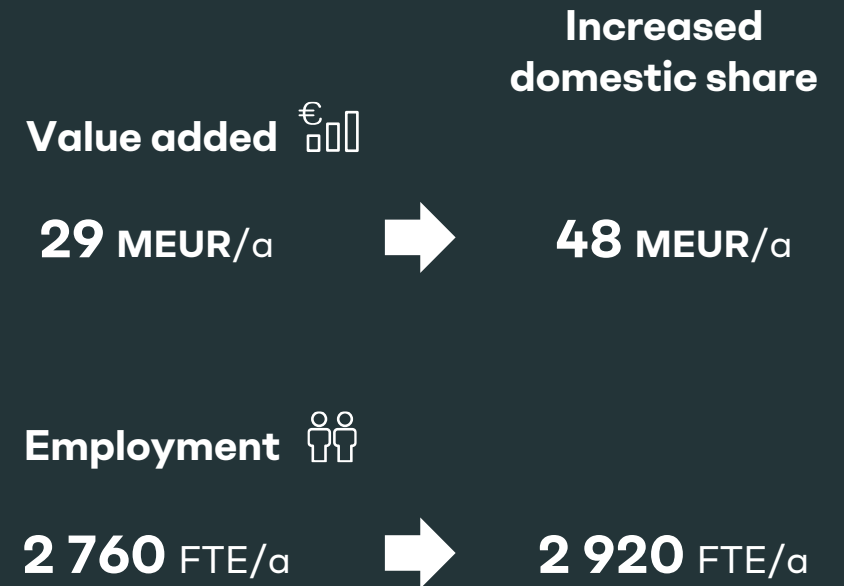 Increased
domestic share
Value added €
29 MEUR/a
48 MEUR/a
Employment
2 760 FTE/a
2 920 FTE/a